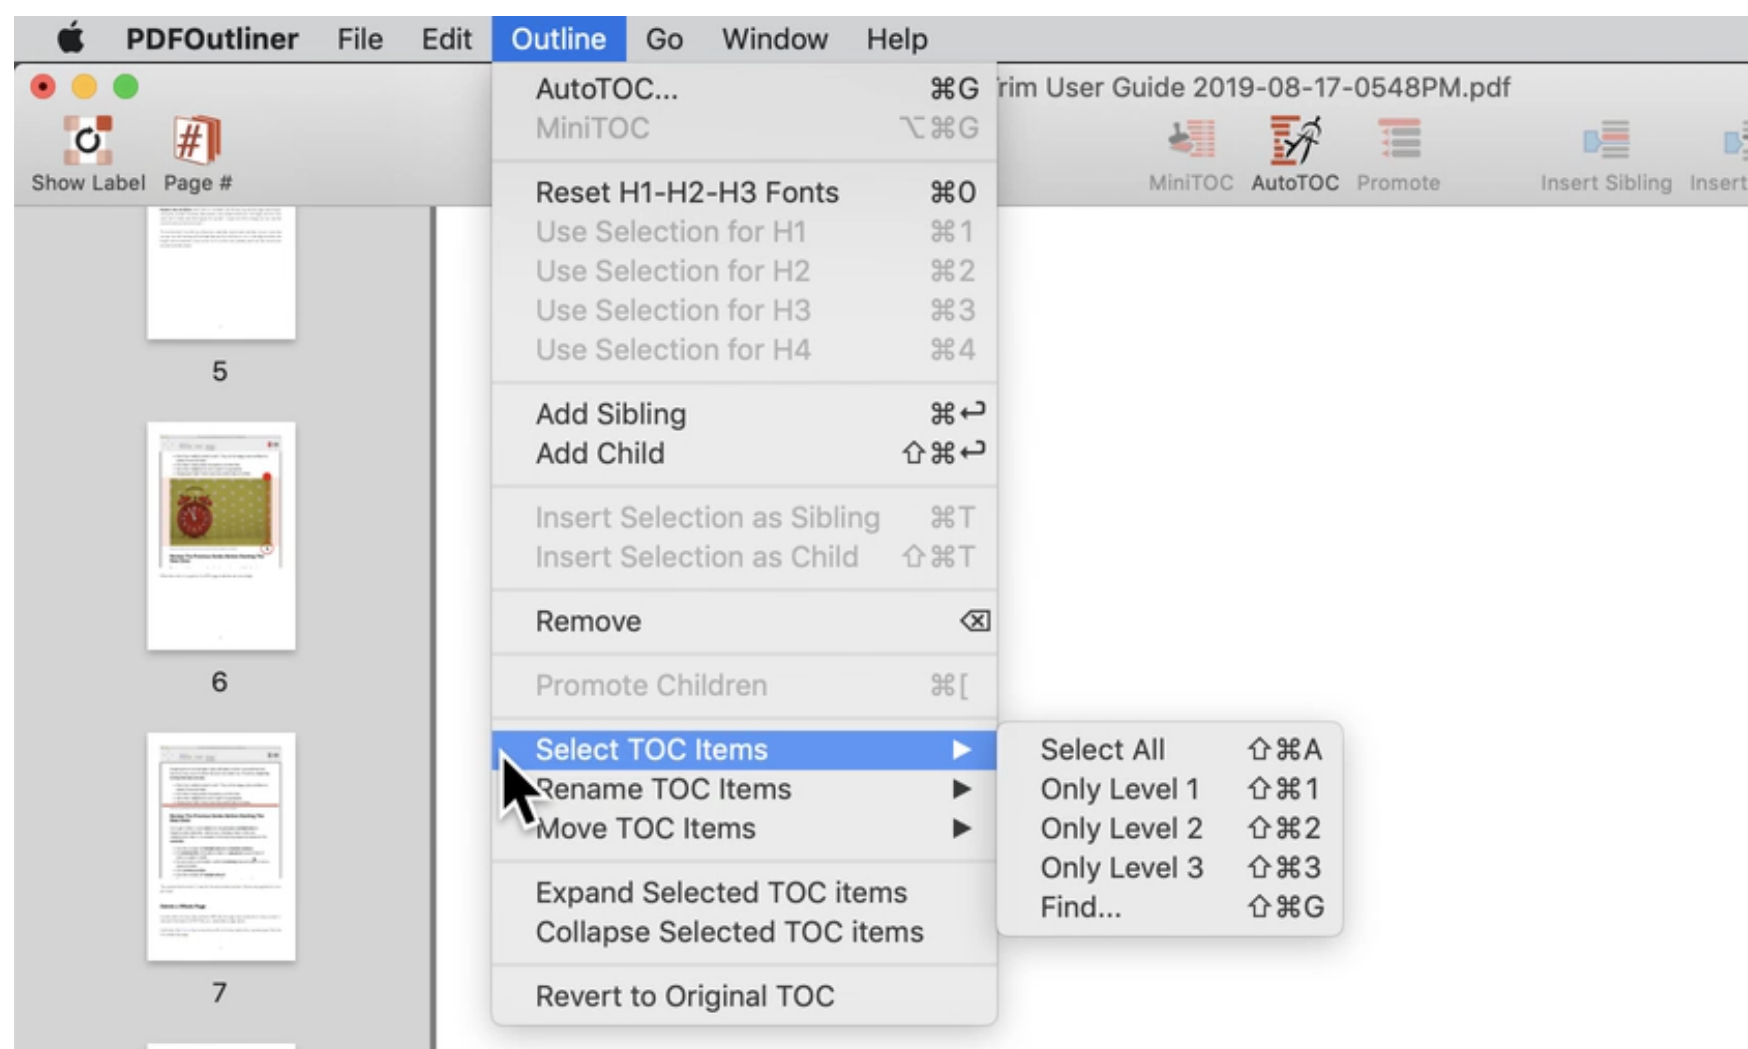 PDFOutliner File Edit Outline Go Window Help
rim User Guide 2019-08-17-0548PM.pdf
Show Label Page #
MiniTOC AutoTOC Promote Insert Sibling Insert
AutoTOC... ⌘G
MiniTOC ⌥⌘G
Reset H1-H2-H3 Fonts ⌘0
Use Selection for H1 ⌘1
Use Selection for H2 ⌘2
Use Selection for H3 ⌘3
Use Selection for H4 ⌘4
Add Sibling ⌘↩
Add Child ⇧⌘↩
Insert Selection as Sibling ⌘T
Insert Selection as Child ⇧⌘T
Remove ⌫
Promote Children ⌘[
Select TOC Items ▶
Rename TOC Items ▶
Move TOC Items ▶
Expand Selected TOC items
Collapse Selected TOC items
Revert to Original TOC
Select All ⇧⌘A
Only Level 1 ⇧⌘1
Only Level 2 ⇧⌘2
Only Level 3 ⇧⌘3
Find... ⇧⌘G
5
6
7